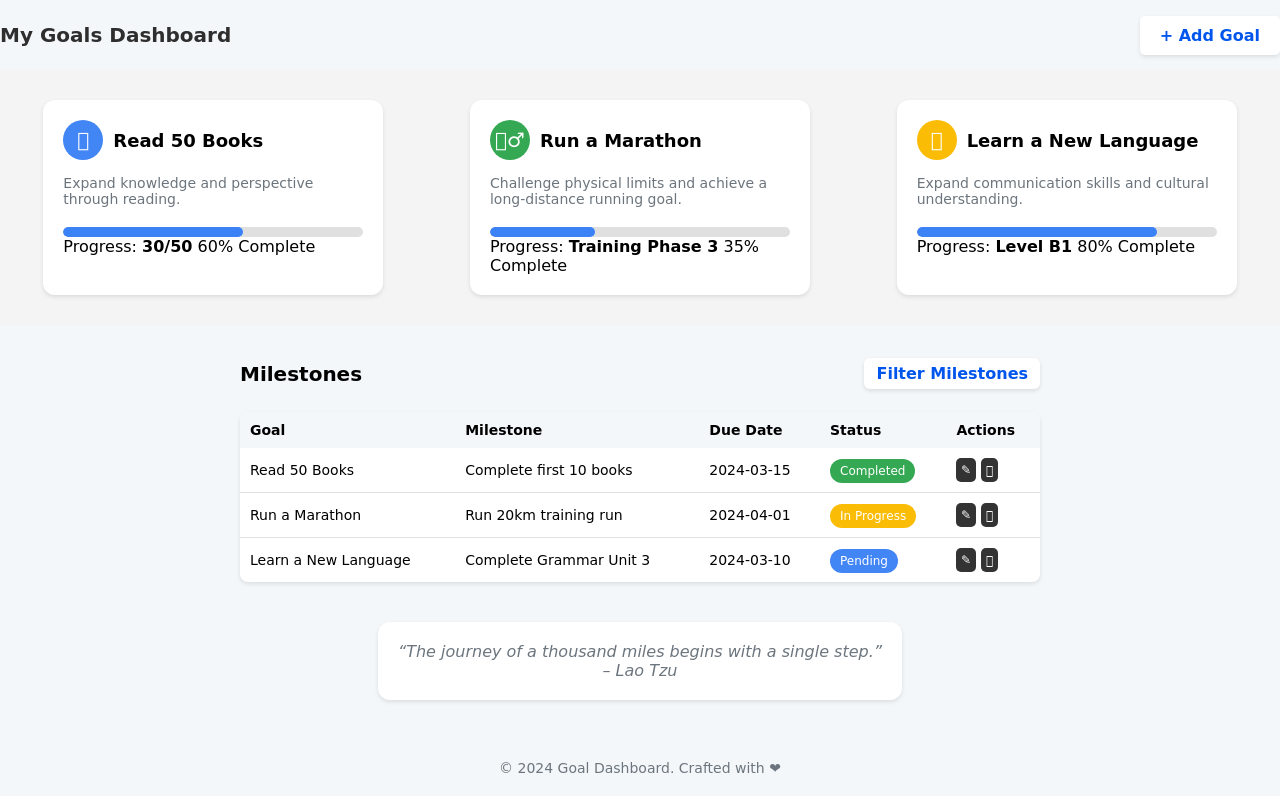 My Goals Dashboard
+ Add Goal
Read 50 Books
Expand knowledge and perspective
through reading.
Progress: 30/50 60% Complete
♂ Run a Marathon
Challenge physical limits and achieve a
long-distance running goal.
Progress: Training Phase 3 35%
Complete
Learn a New Language
Expand communication skills and cultural
understanding.
Progress: Level B1 80% Complete
Milestones
Filter Milestones
Goal Milestone Due Date Status Actions
Read 50 Books Complete first 10 books 2024-03-15 Completed ✎
Run a Marathon Run 20km training run 2024-04-01 In Progress ✎
Learn a New Language Complete Grammar Unit 3 2024-03-10 Pending ✎
“The journey of a thousand miles begins with a single step.”
– Lao Tzu
© 2024 Goal Dashboard. Crafted with ❤